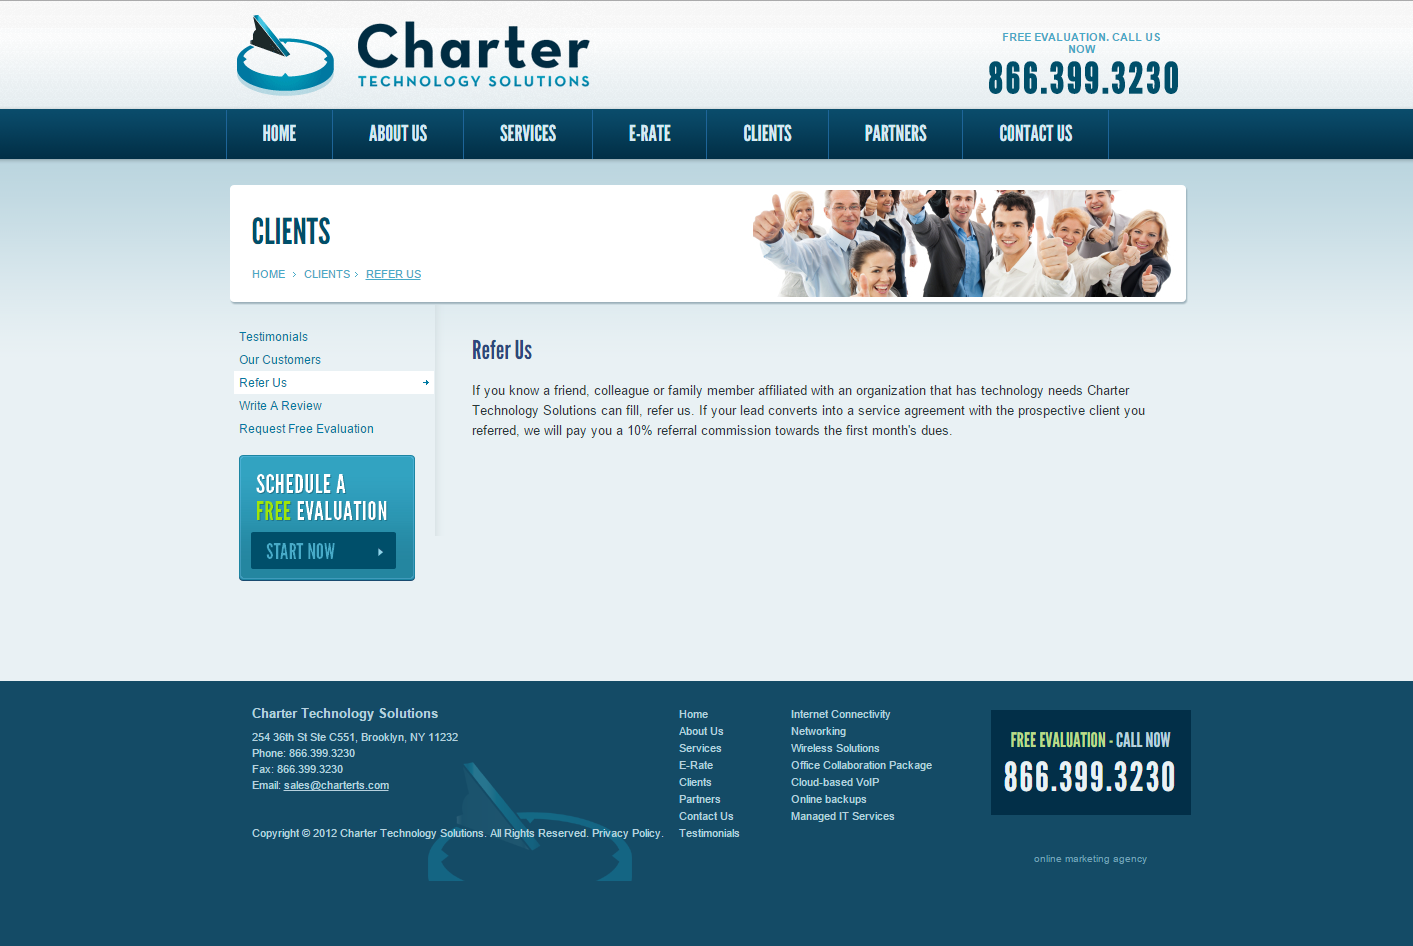 Charter
TECHNOLOGY SOLUTIONS
FREE EVALUATION. CALL US
NOW
866.399.3230
HOME
ABOUT US
SERVICES
E-RATE
CLIENTS
PARTNERS
CONTACT US
CLIENTS
HOME
CLIENTS
REFER US
Testimonials
Our Customers
Refer Us
Write A Review
Request Free Evaluation
SCHEDULE A
FREE EVALUATION
START NOW
Refer Us
If you know a friend, colleague or family member affiliated with an organization that has technology needs Charter
Technology Solutions can fill, refer us. If your lead converts into a service agreement with the prospective client you
referred, we will pay you a 10% referral commission towards the first month's dues.
Charter Technology Solutions
254 36th St Ste C551, Brooklyn, NY 11232
Phone: 866.399.3230
Fax: 866.399.3230
Email: sales@charterts.com
Copyright © 2012 Charter Technology Solutions. All Rights Reserved. Privacy Policy.
Home
About Us
Services
E-Rate
Clients
Partners
Contact Us
Testimonials
Internet Connectivity
Networking
Wireless Solutions
Office Collaboration Package
Cloud-based VoIP
Online backups
Managed IT Services
FREE EVALUATION - CALL NOW
866.399.3230
online marketing agency